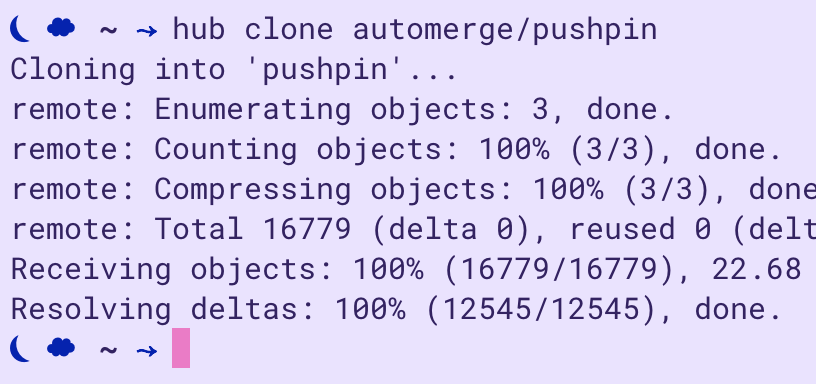 ~ → hub clone automerge/pushpin
Cloning into 'pushpin'...
remote: Enumerating objects: 3, done.
remote: Counting objects: 100% (3/3), done.
remote: Compressing objects: 100% (3/3), done
remote: Total 16779 (delta 0), reused 0 (delt
Receiving objects: 100% (16779/16779), 22.68
Resolving deltas: 100% (12545/12545), done.
~ →